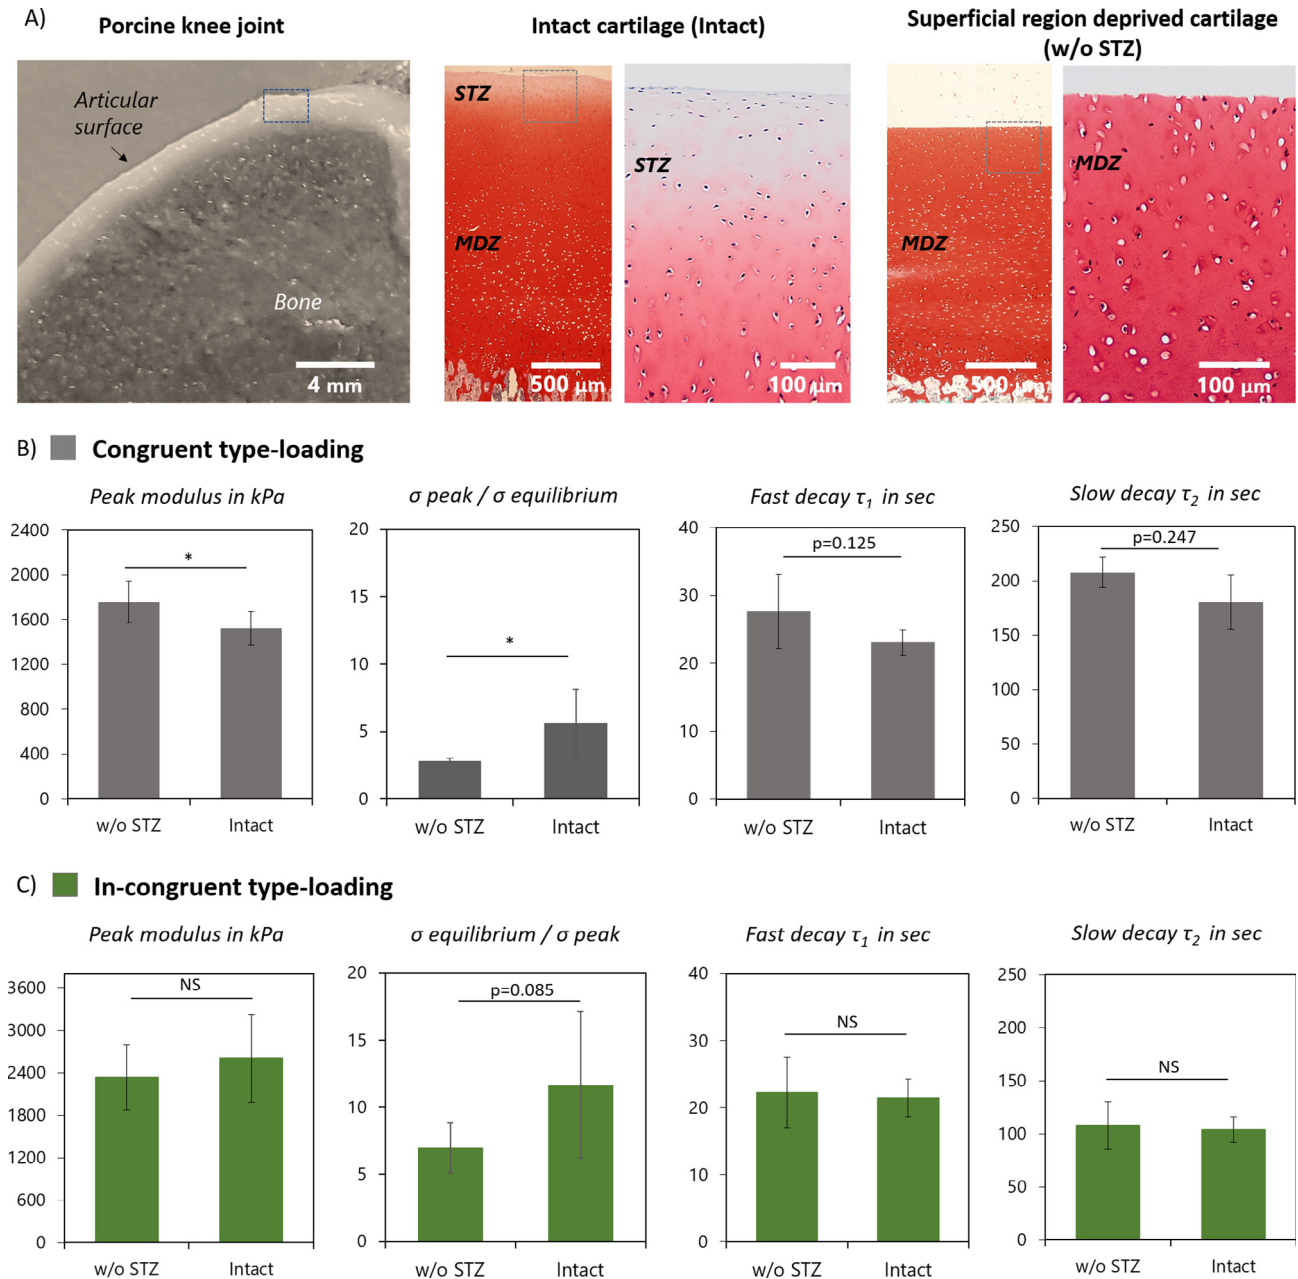 A)
Porcine knee joint
Intact cartilage (Intact)
Superficial region deprived cartilage
(w/o STZ)
Articular
surface
Bone
4 mm
STZ
MDZ
500 µm
STZ
100 µm
MDZ
500 µm
MDZ
100 µm
B) Congruent type-loading
Peak modulus in kPa
2400
2000
1600
1200
800
400
0
*
w/o STZ Intact
σ peak / σ equilibrium
20
15
10
5
0
*
w/o STZ Intact
Fast decay τ1 in sec
40
30
20
10
0
p=0.125
w/o STZ Intact
Slow decay τ2 in sec
250
200
150
100
50
0
p=0.247
w/o STZ Intact
C) In-congruent type-loading
Peak modulus in kPa
3600
3000
2400
1800
1200
600
0
NS
w/o STZ Intact
σ equilibrium / σ peak
20
15
10
5
0
p=0.085
w/o STZ Intact
Fast decay τ1 in sec
40
30
20
10
0
NS
w/o STZ Intact
Slow decay τ2 in sec
250
200
150
100
50
0
NS
w/o STZ Intact